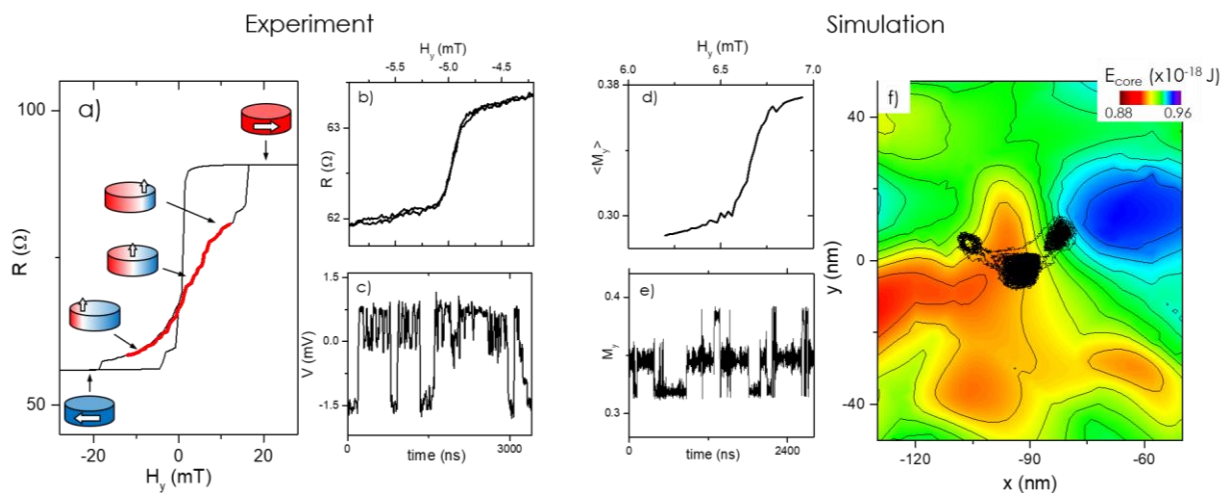 Experiment
Simulation
a)
100
50
R (Ω)
-20 0 20
H_y (mT)
H_y (mT)
-5.5 -5.0 -4.5
b)
63
62
R (Ω)
c)
1.5
0.0
-1.5
V (mV)
0 3000
time (ns)
H_y (mT)
6.0 6.5 7.0
d)
0.38
0.30
<M_y>
e)
0.4
0.3
M_y
0 2400
time (ns)
f)
E_core (x10^-18 J)
0.88 0.96
40
0
-40
y (nm)
-120 -90 -60
x (nm)